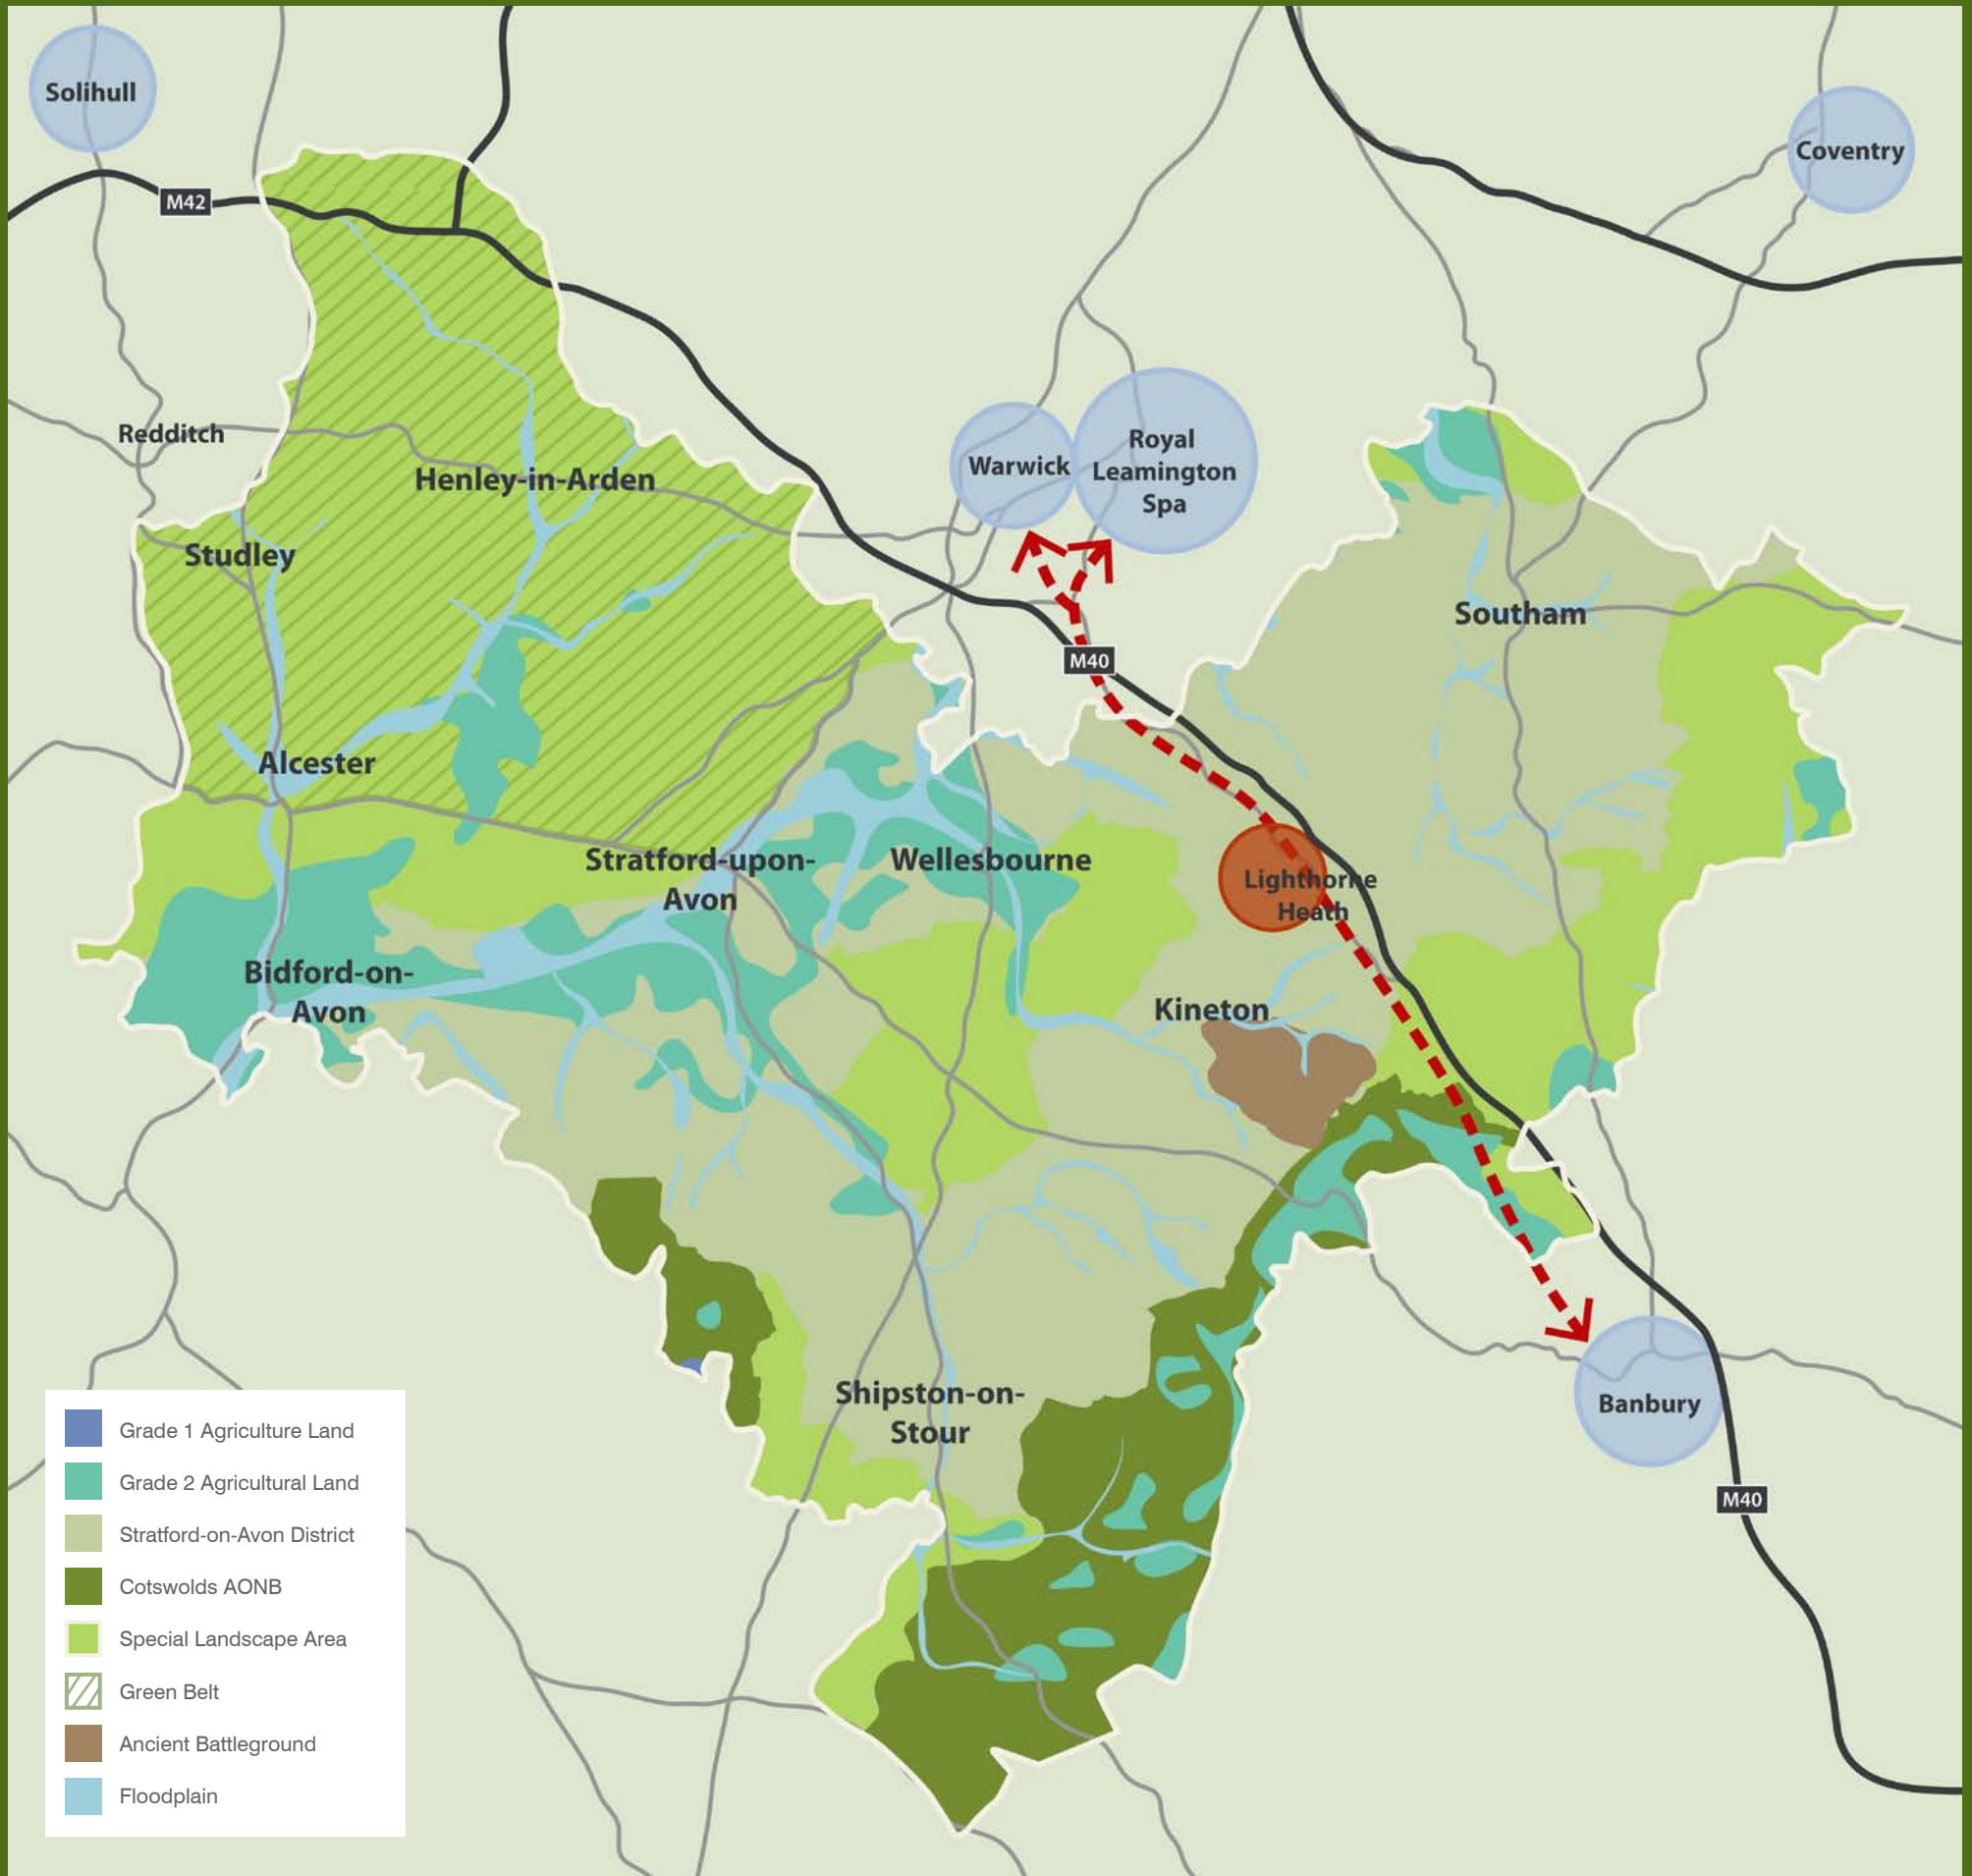 Solihull
Coventry
M42
Redditch
Warwick
Royal
Leamington
Spa
Henley-in-Arden
Studley
Southam
M40
Alcester
Stratford-upon-
Avon
Wellesbourne
Lighthorne
Heath
Bidford-on-
Avon
Kineton
Shipston-on-
Stour
Banbury
M40
Grade 1 Agriculture Land
Grade 2 Agricultural Land
Stratford-on-Avon District
Cotswolds AONB
Special Landscape Area
Green Belt
Ancient Battleground
Floodplain